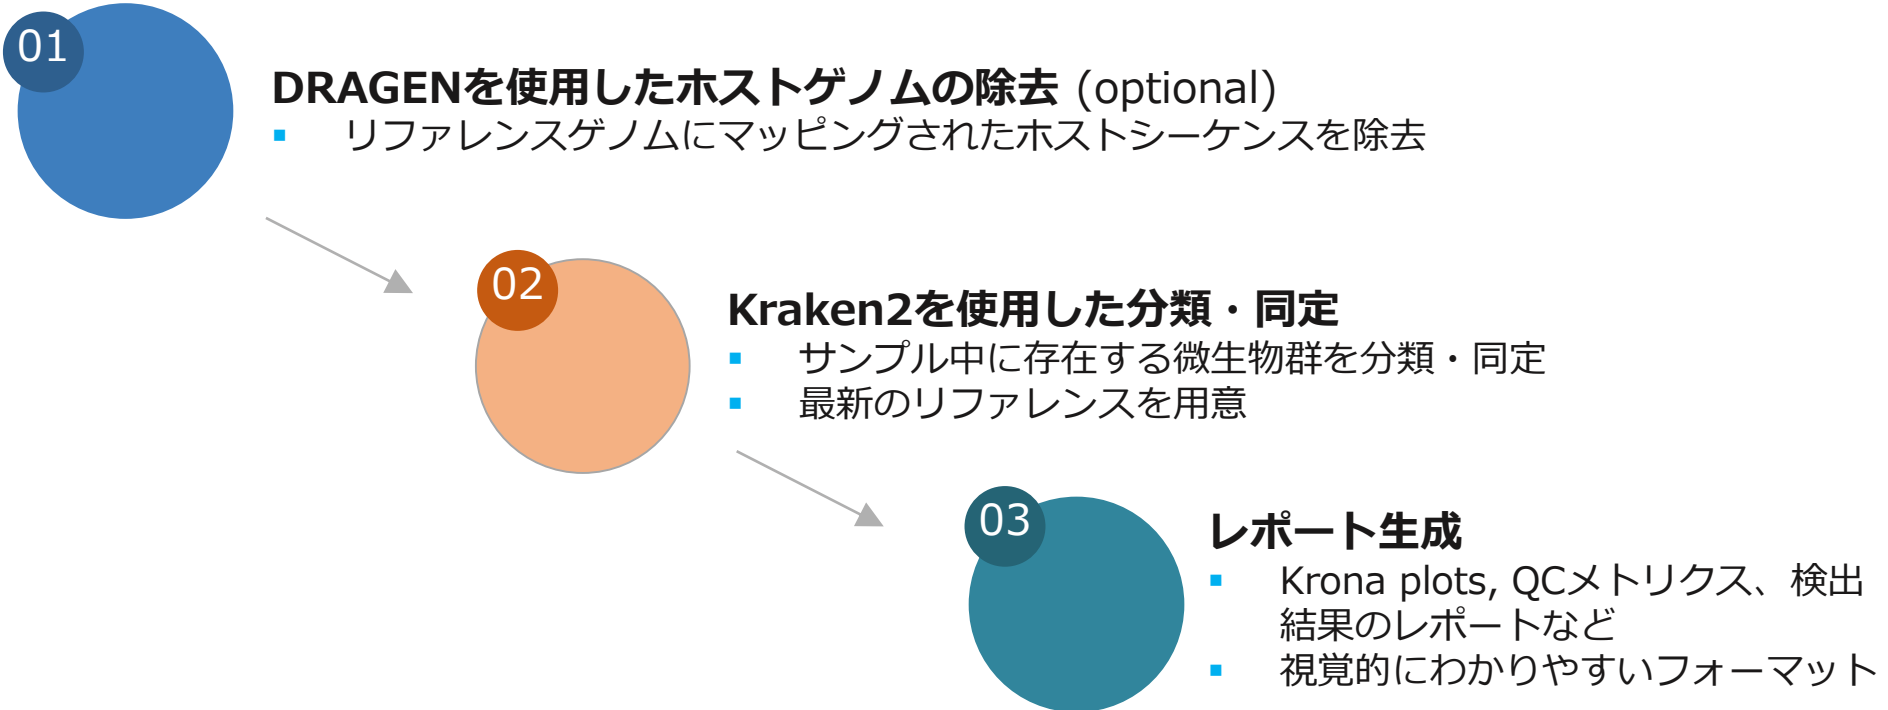 01
DRAGENを使用したホストゲノムの除去 (optional)
▪ リファレンスゲノムにマッピングされたホストシーケンスを除去
02
Kraken2を使用した分類・同定
▪ サンプル中に存在する微生物群を分類・同定
▪ 最新のリファレンスを用意
03
レポート生成
▪ Krona plots, QCメトリクス、検出
結果のレポートなど
▪ 視覚的にわかりやすいフォーマット